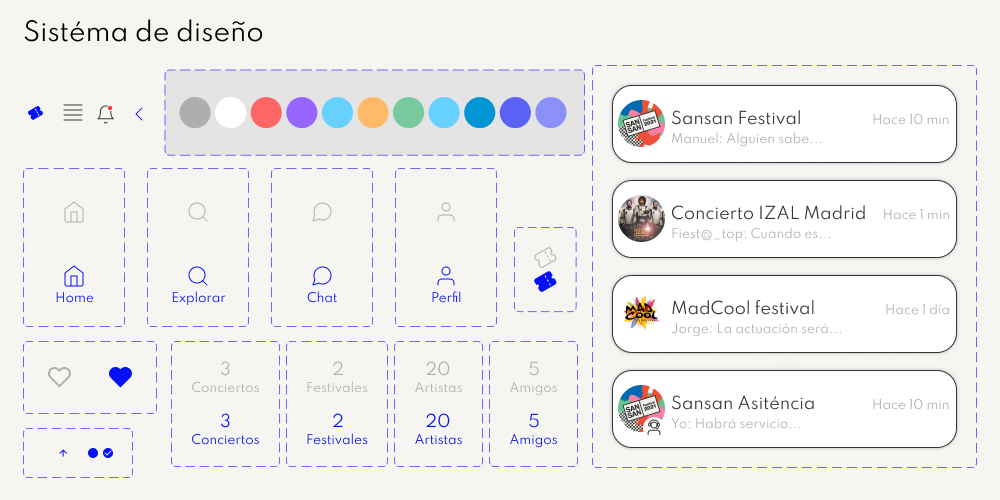 Sistéma de diseño
Home
Explorar
Chat
Perfil
3
Conciertos
2
Festivales
20
Artistas
5
Amigos
3
Conciertos
2
Festivales
20
Artistas
5
Amigos
SAN SAN
2021
Sansan Festival
Hace 10 min
Manuel: Alguien sabe...
Concierto IZAL Madrid
Hace 1 min
Fiest@_top: Cuando es...
MAD COOL
MadCool festival
Hace 1 día
Jorge: La actuación será...
SAN SAN
2021
Sansan Asiténcia
Hace 10 min
Yo: Habrá servicio...